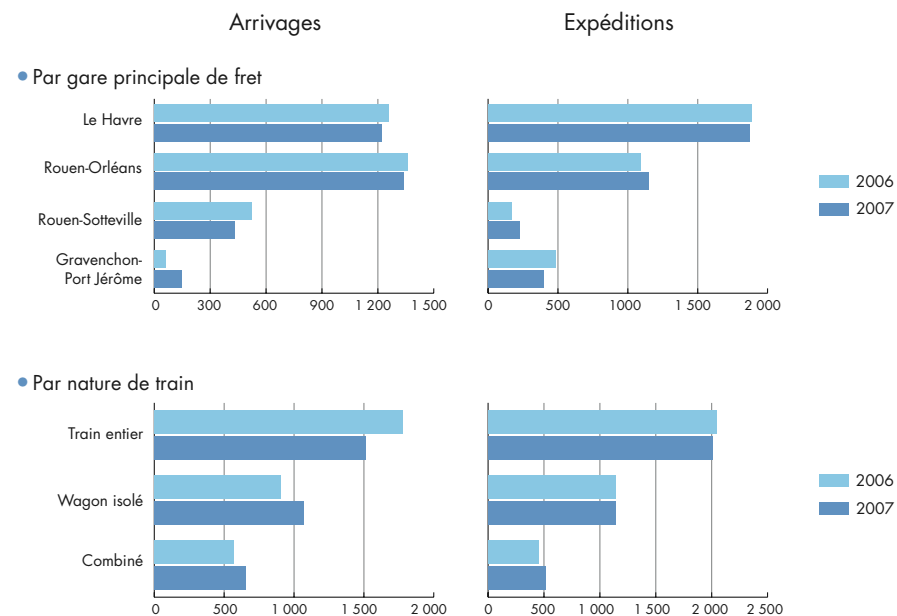 Arrivages
Expéditions
• Par gare principale de fret
Le Havre
Rouen-Orléans
Rouen-Sotteville
Gravenchon-
Port Jérôme
0 300 600 900 1 200 1 500
0 500 1000 1 500 2 000
2006
2007
• Par nature de train
Train entier
Wagon isolé
Combiné
0 500 1 000 1 500 2 000
0 500 1 000 1 500 2 000 2 500
2006
2007